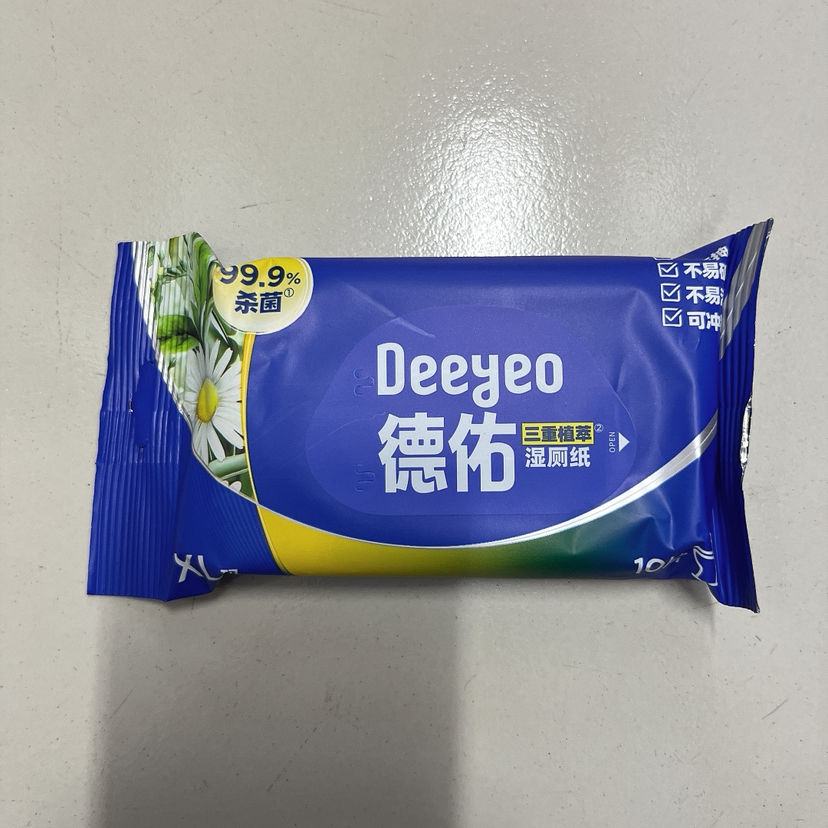 99.9%
杀菌①
不易
不易
可冲
Deeyeo
德佑
三重植萃②
湿厕纸
OPEN
XL